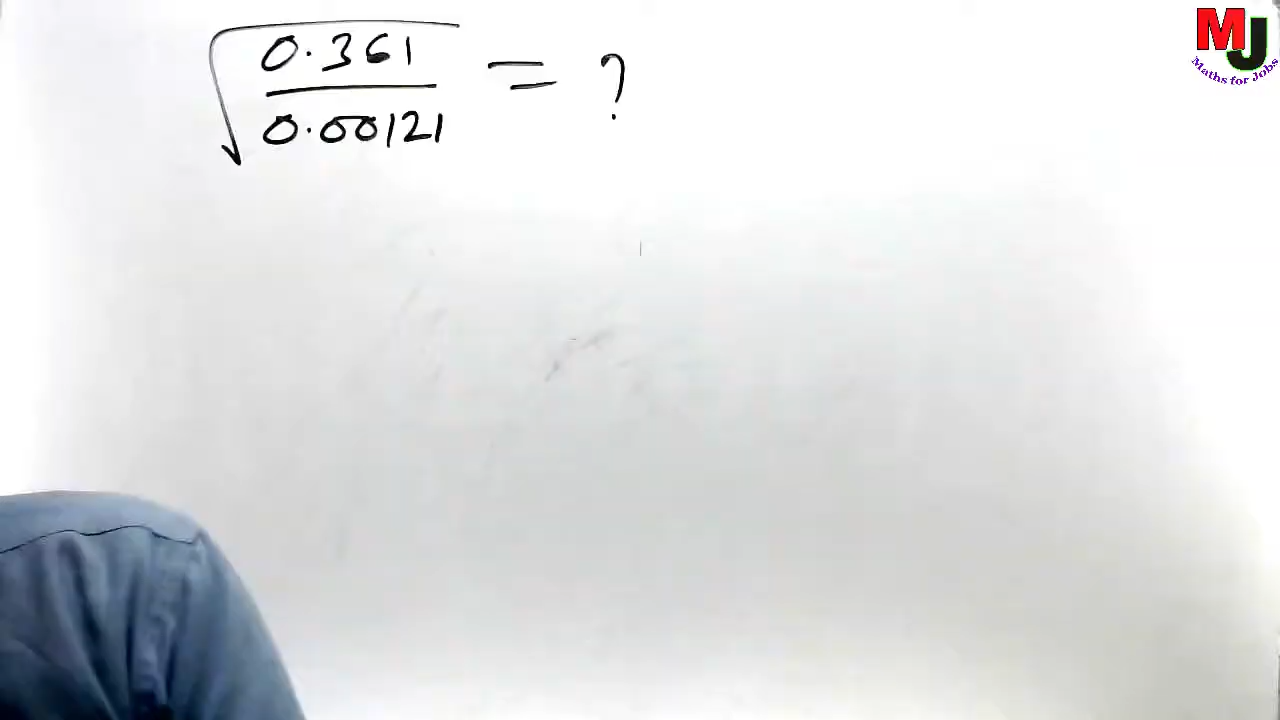 √(0.361 / 0.00121) = ?
MJ
Maths for Jobs